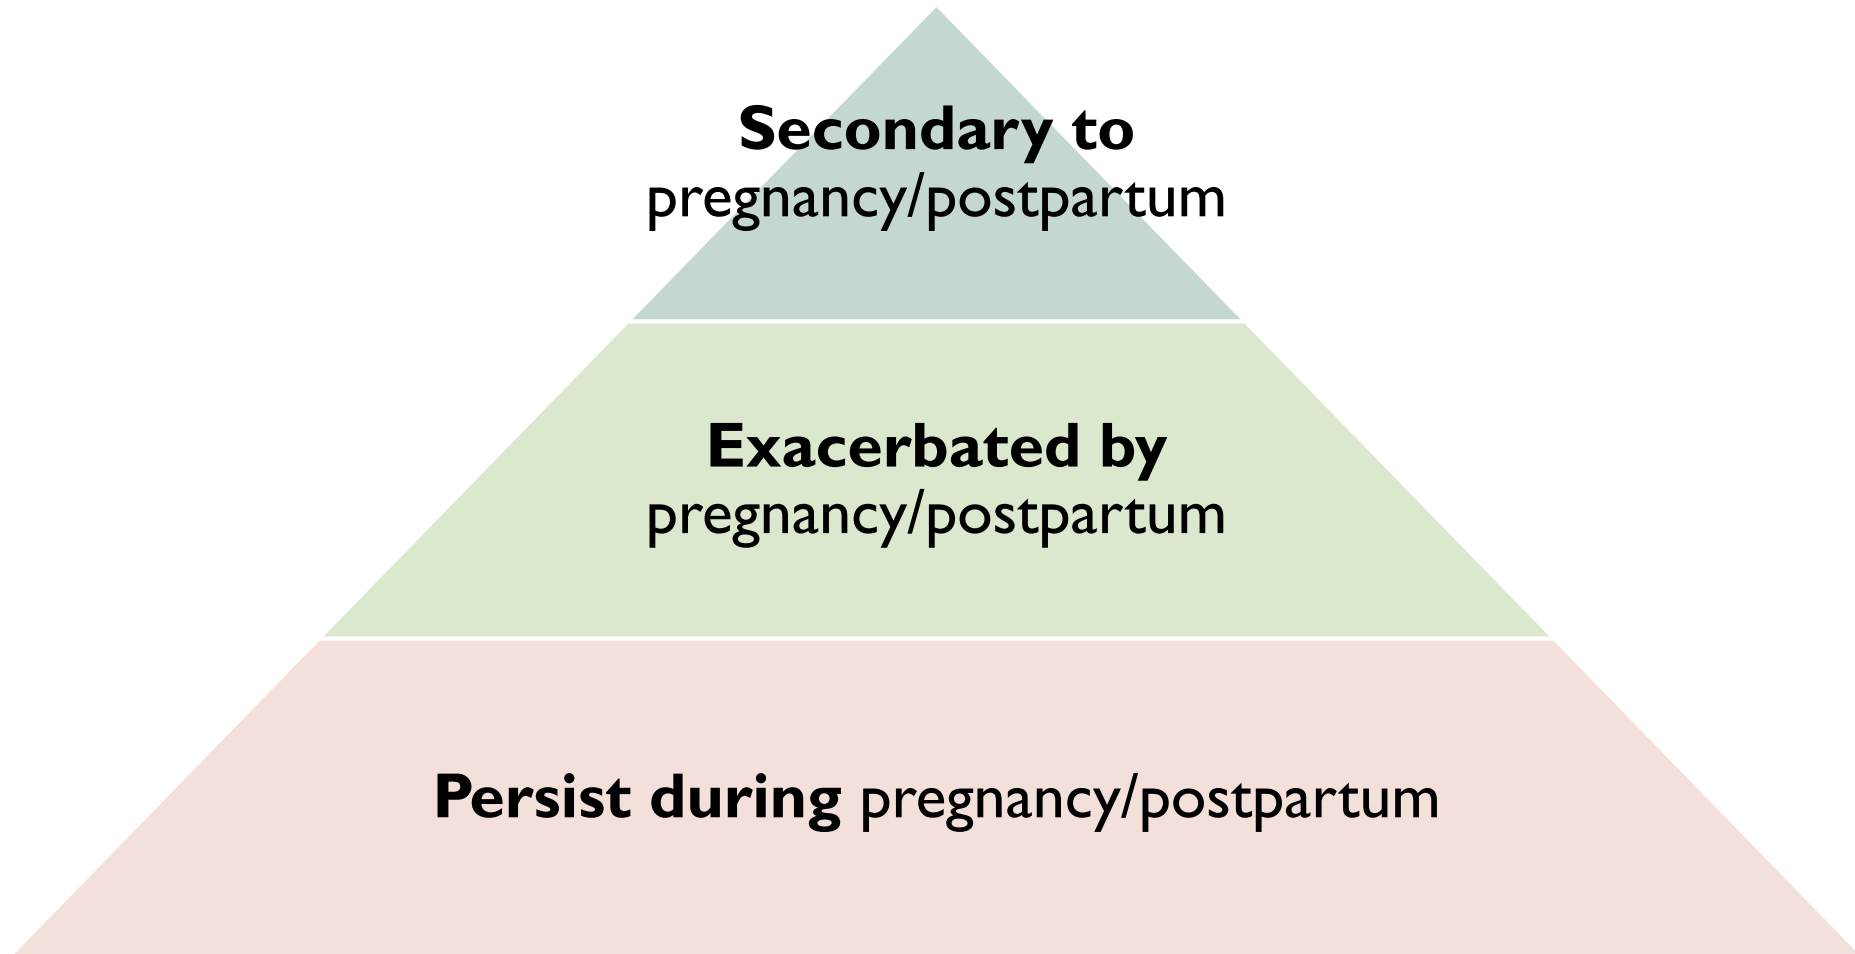 Secondary to
pregnancy/postpartum
Exacerbated by
pregnancy/postpartum
Persist during pregnancy/postpartum